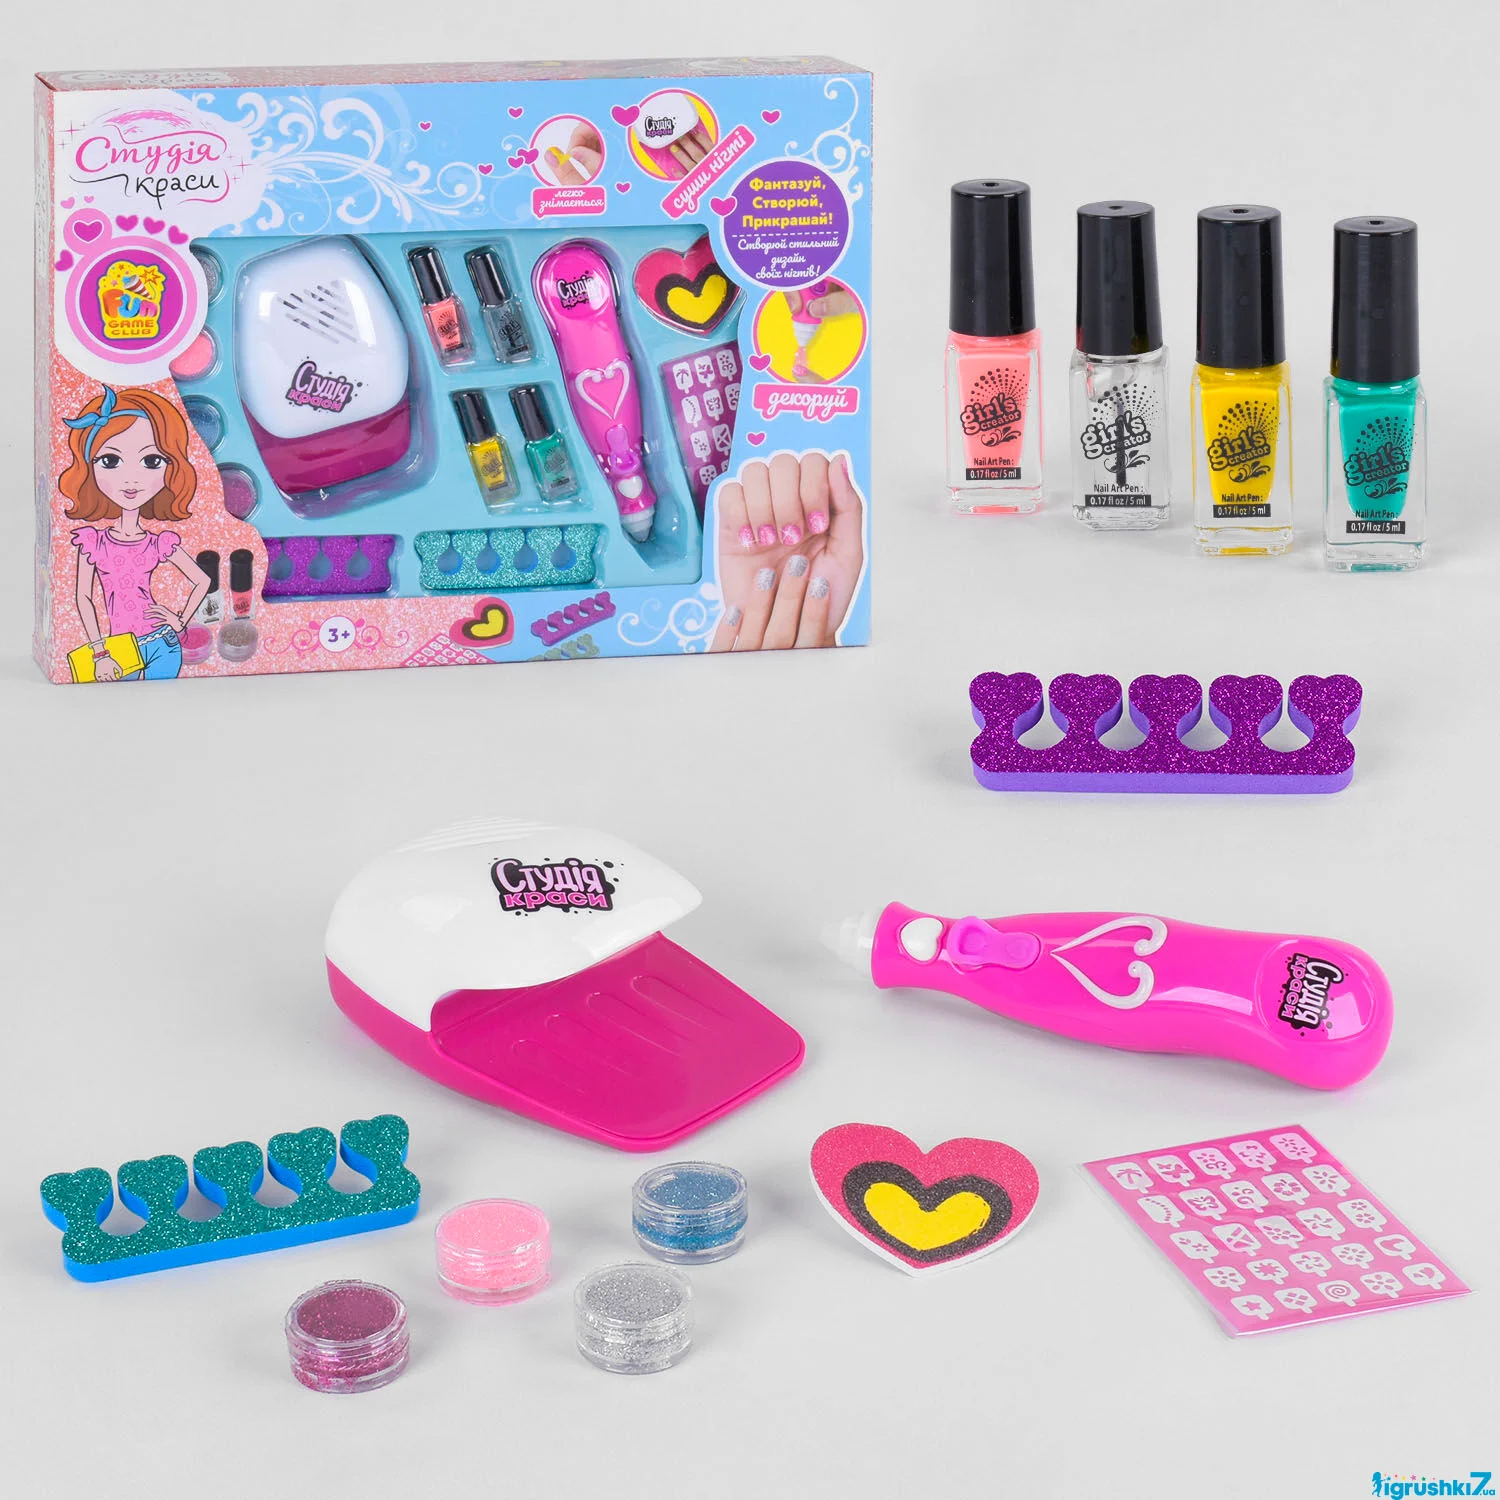 Студія
краси
FUN
GAME
CLUB
легко
знімається
Студія
краси
суши нігті
Фантазуй,
Створюй,
Прикрашай!
Створюй стильний
дизайн
своїх нігтів!
декоруй
Студія
краси
Студія
краси
3+
girl's
creator
Nail Art Pen :
0.17 fl oz / 5 ml
girl's
creator
Nail Art Pen :
0.17 fl oz / 5 ml
girl's
creator
Nail Art Pen :
0.17 fl oz / 5 ml
girl's
creator
Nail Art Pen :
0.17 fl oz / 5 ml
Студія
краси
Студія
краси
igrushki7.ua